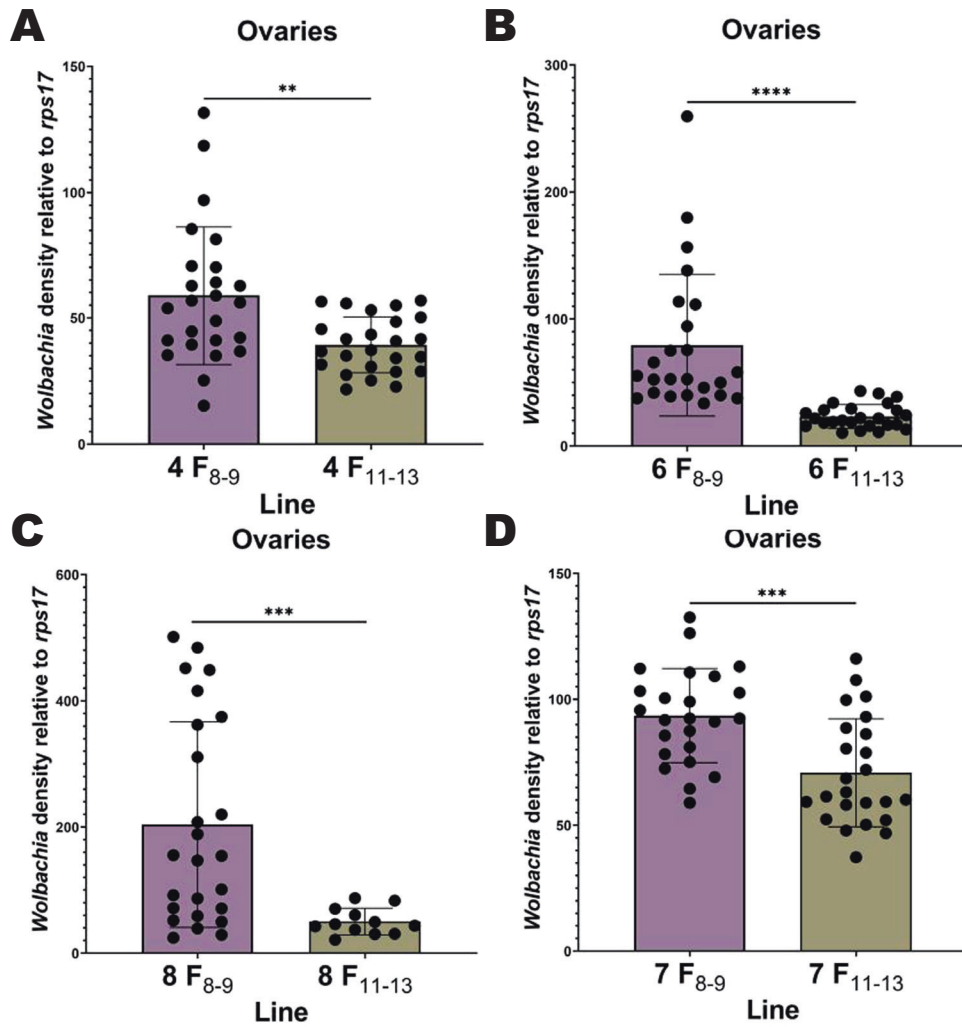 A
Ovaries
Wolbachia density relative to rps17
150
100
50
0
**
4 F8-9
4 F11-13
Line
B
Ovaries
Wolbachia density relative to rps17
300
200
100
0
****
6 F8-9
6 F11-13
Line
C
Ovaries
Wolbachia density relative to rps17
600
400
200
0
***
8 F8-9
8 F11-13
Line
D
Ovaries
Wolbachia density relative to rps17
150
100
50
0
***
7 F8-9
7 F11-13
Line